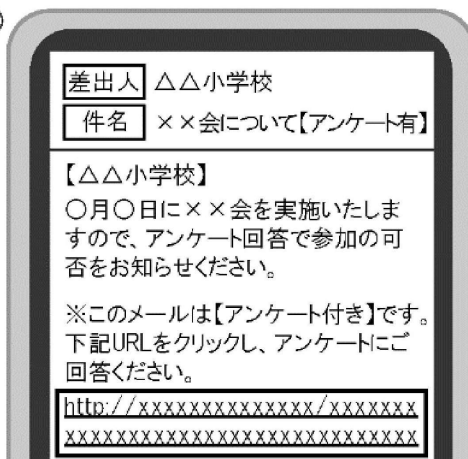 差出人 △△小学校
件名 ××会について【アンケート有】
【△△小学校】
〇月〇日に××会を実施いたしま
すので、アンケート回答で参加の可
否をお知らせください。
※このメールは【アンケート付き】です。
下記URLをクリックし、アンケートにご
回答ください。
http://xxxxxxxxxxxxxx/xxxxxxx
xxxxxxxxxxxxxxxxxxxxxxxxxxxx